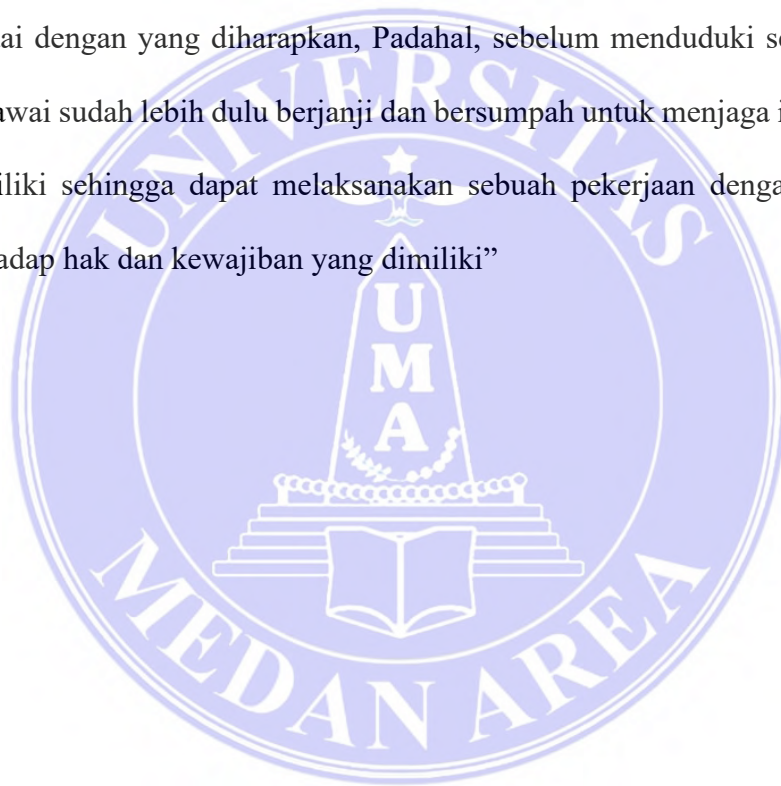 ai dengan yang diharapkan, Padahal, sebelum menduduki se
awai sudah lebih dulu berjanji dan bersumpah untuk menjaga i
iliki sehingga dapat melaksanakan sebuah pekerjaan denga
adap hak dan kewajiban yang dimiliki”
UNIVERSITAS
U
M
A
MEDAN AREA